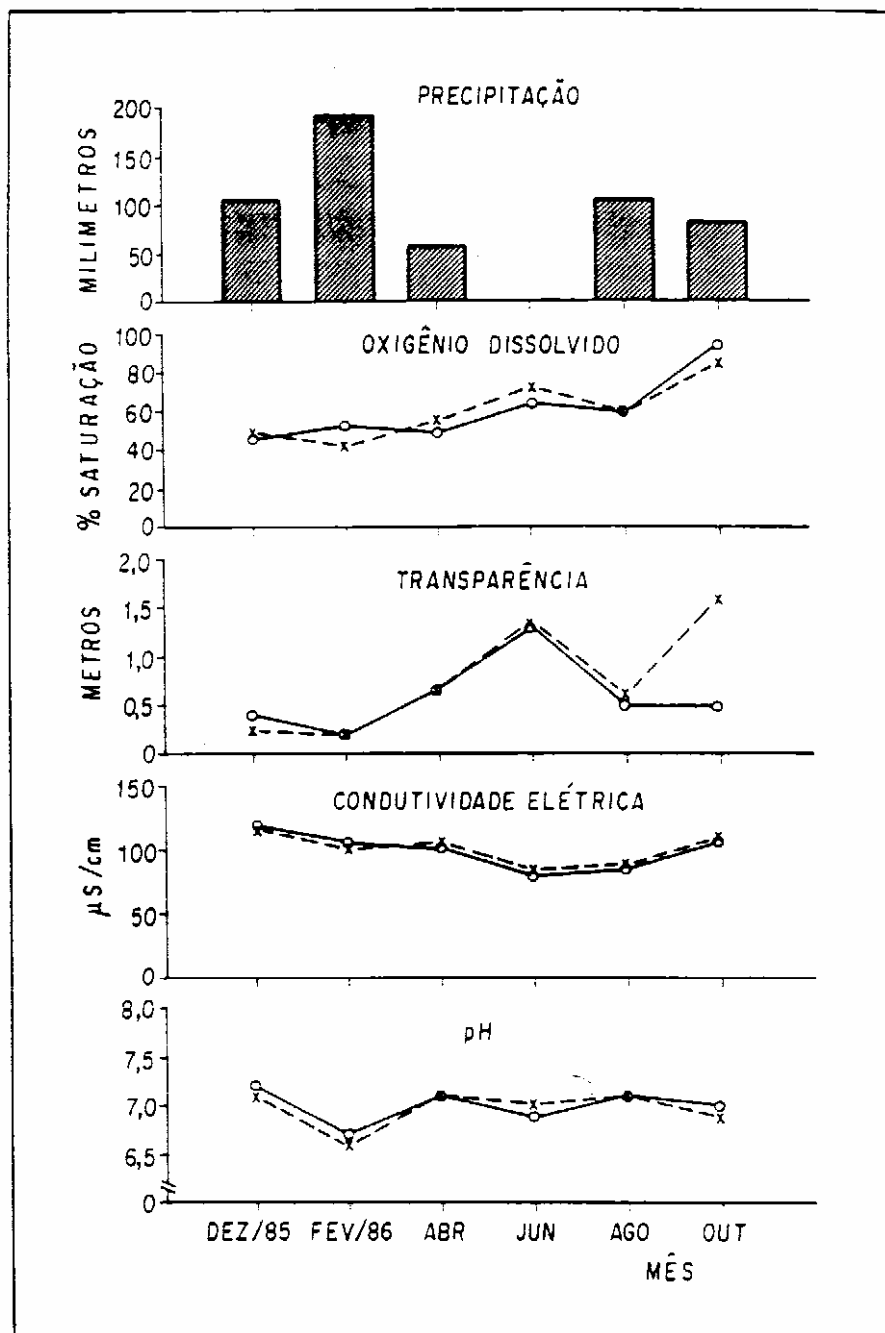 PRECIPITAÇÃO
MILIMETROS
200
150
100
50
0
OXIGÊNIO DISSOLVIDO
% SATURAÇÃO
100
80
60
40
20
0
TRANSPARÊNCIA
METROS
2,0
1,5
1,0
0,5
0
CONDUTIVIDADE ELÉTRICA
µS/cm
150
100
50
0
pH
8,0
7,5
7,0
6,5
0
DEZ/85 FEV/86 ABR JUN AGO OUT
MÊS